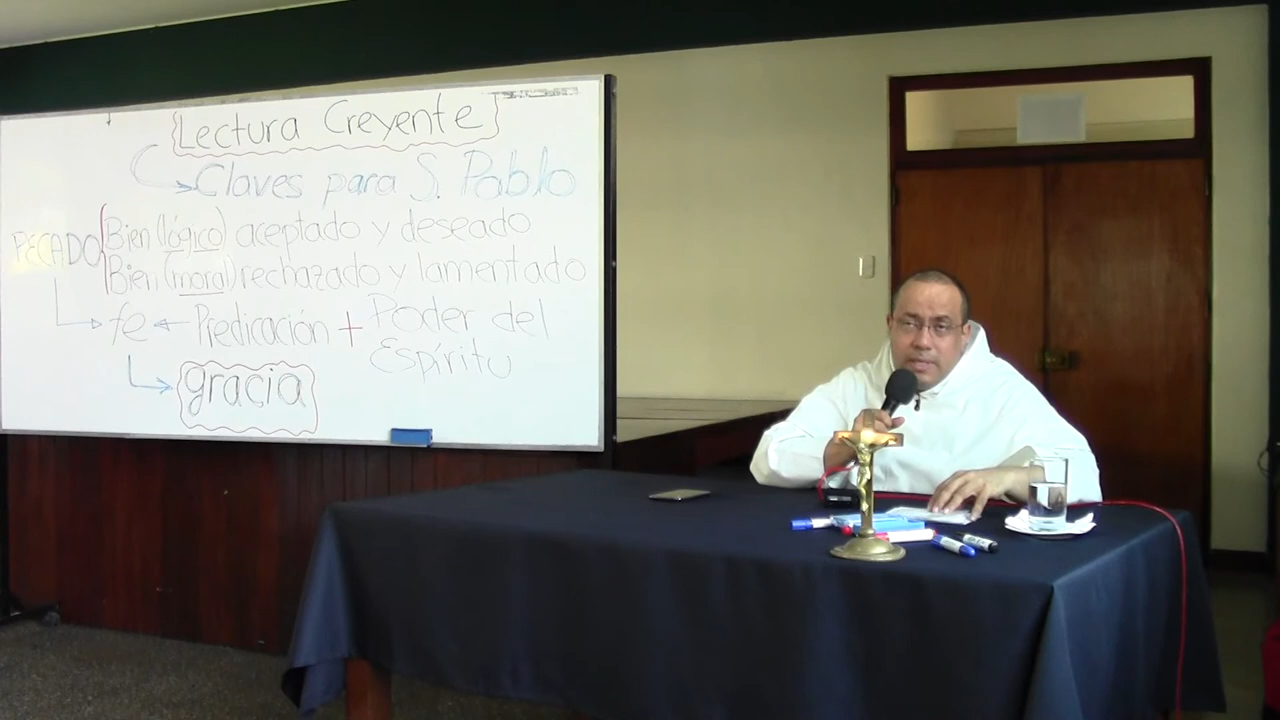 Lectura Creyente
Claves para S. Pablo
PECADO
Bien (lógico) aceptado y deseado
Bien (moral) rechazado y lamentado
fe Predicación + Poder del
Espíritu
gracia